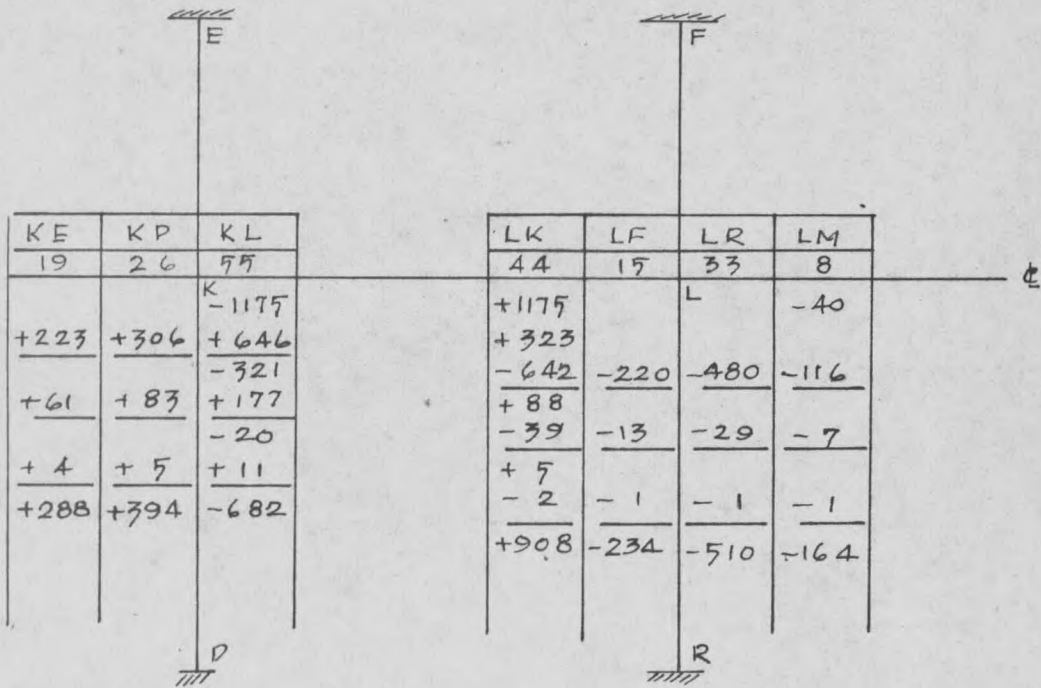 E F
KE KP KL LK LF LR LM
19 26 55 44 15 33 8
K L ℄
-1175 +1175 -40
+223 +306 +646 +323
-321 -642 -220 -480 -116
+61 +83 +177 +88
-20 -39 -13 -29 -7
+4 +5 +11 +5
+288 +394 -682 -2 -1 -1 -1
+908 -234 -510 -164
P R